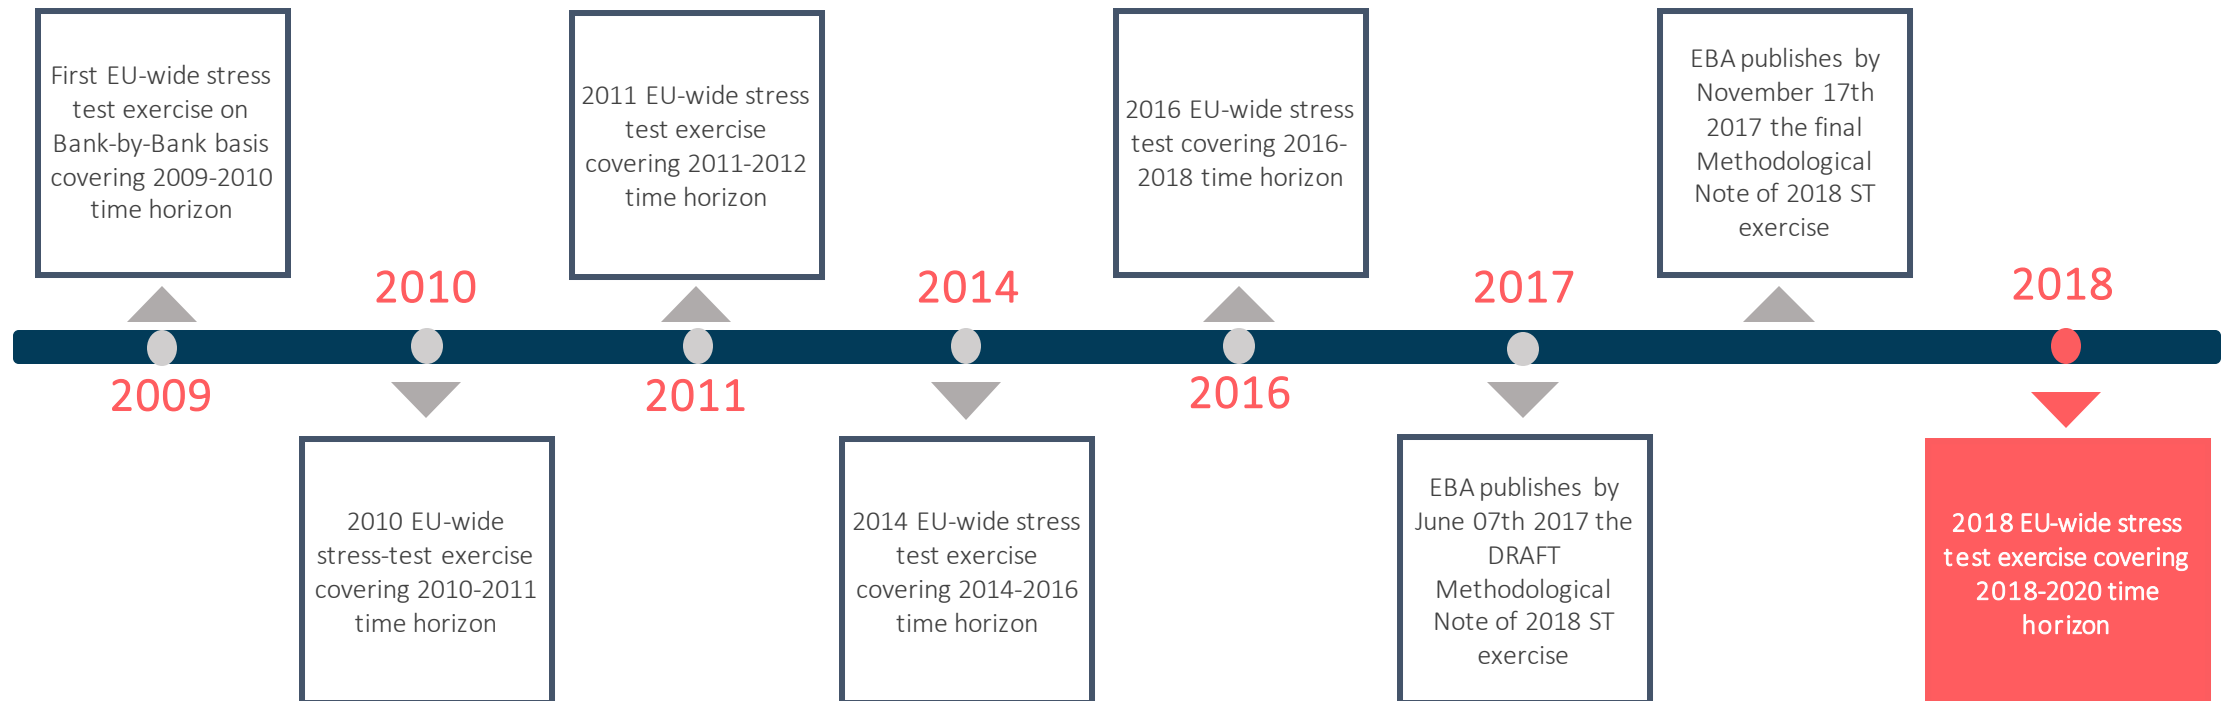 First EU-wide stress
test exercise on
Bank-by-Bank basis
covering 2009-2010
time horizon
2009
2010
2010 EU-wide
stress-test exercise
covering 2010-2011
time horizon
2011 EU-wide stress
test exercise
covering 2011-2012
time horizon
2011
2014
2014 EU-wide stress
test exercise
covering 2014-2016
time horizon
2016 EU-wide stress
test covering 2016-
2018 time horizon
2016
2017
EBA publishes by
June 07th 2017 the
DRAFT
Methodological
Note of 2018 ST
exercise
EBA publishes by
November 17th
2017 the final
Methodological
Note of 2018 ST
exercise
2018
2018 EU-wide stress
test exercise covering
2018-2020 time
horizon